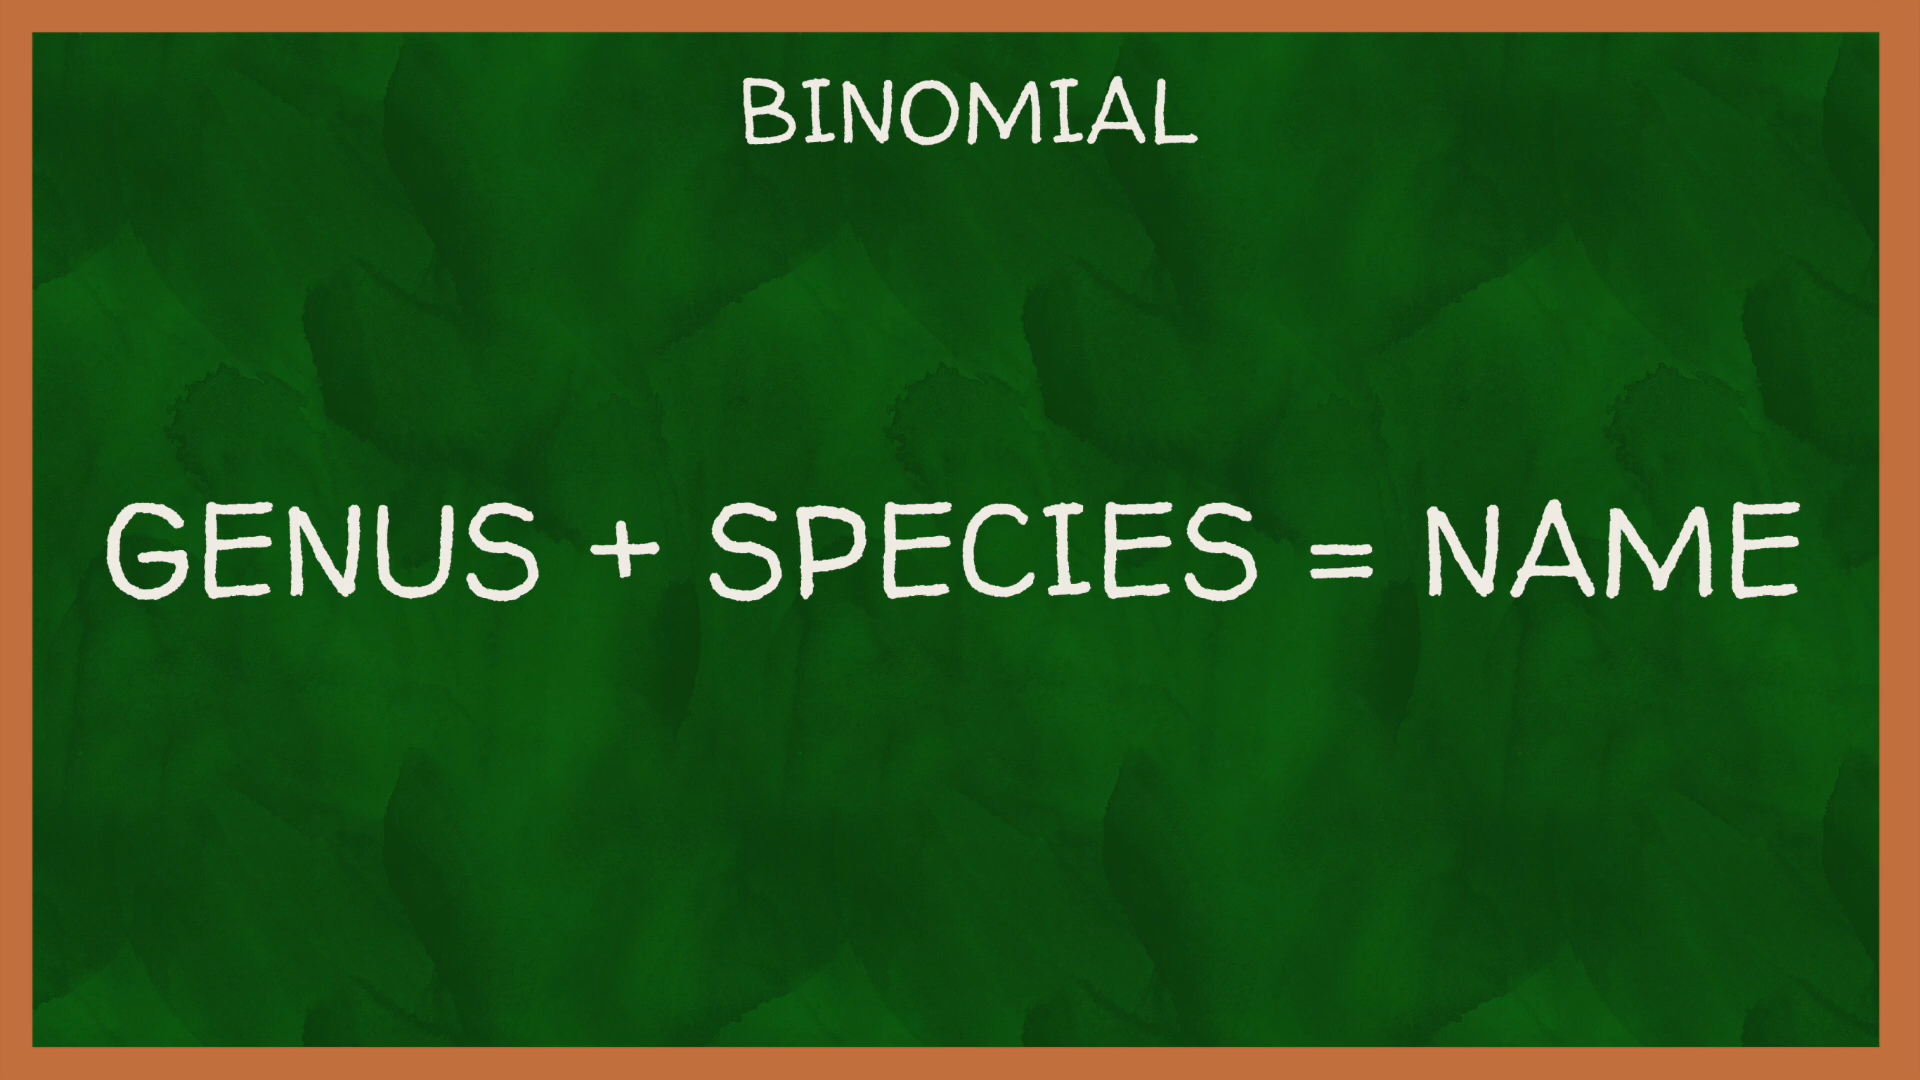 BINOMIAL
GENUS + SPECIES = NAME